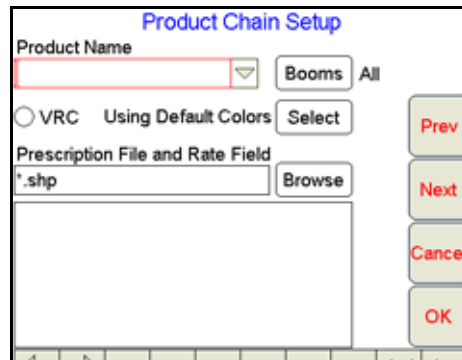 Product Chain Setup
Product Name
Booms All
VRC Using Default Colors Select
Prev
Prescription File and Rate Field
*.shp Browse
Next
Cance
OK